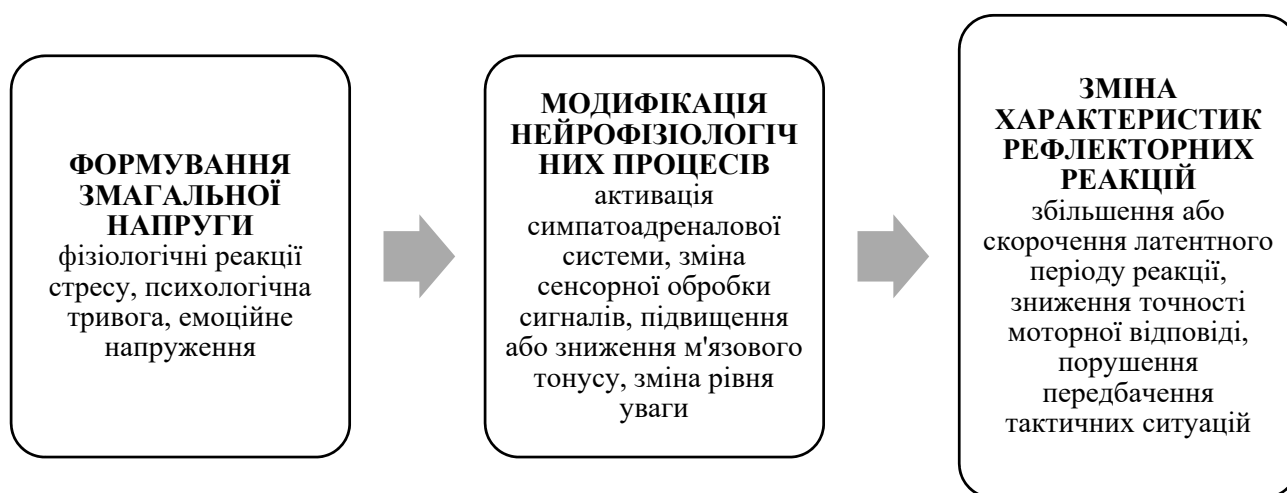 ФОРМУВАННЯ
ЗМАГАЛЬНОЇ
НАПРУГИ
фізіологічні реакції
стресу, психологічна
тривога, емоційне
напруження
МОДИФІКАЦІЯ
НЕЙРОФІЗІОЛОГІЧ
НИХ ПРОЦЕСІВ
активація
симпатоадреналової
системи, зміна
сенсорної обробки
сигналів, підвищення
або зниження м'язового
тонусу, зміна рівня
уваги
ЗМІНА
ХАРАКТЕРИСТИК
РЕФЛЕКТОРНИХ
РЕАКЦІЙ
збільшення або
скорочення латентного
періоду реакції,
зниження точності
моторної відповіді,
порушення
передбачення
тактичних ситуацій